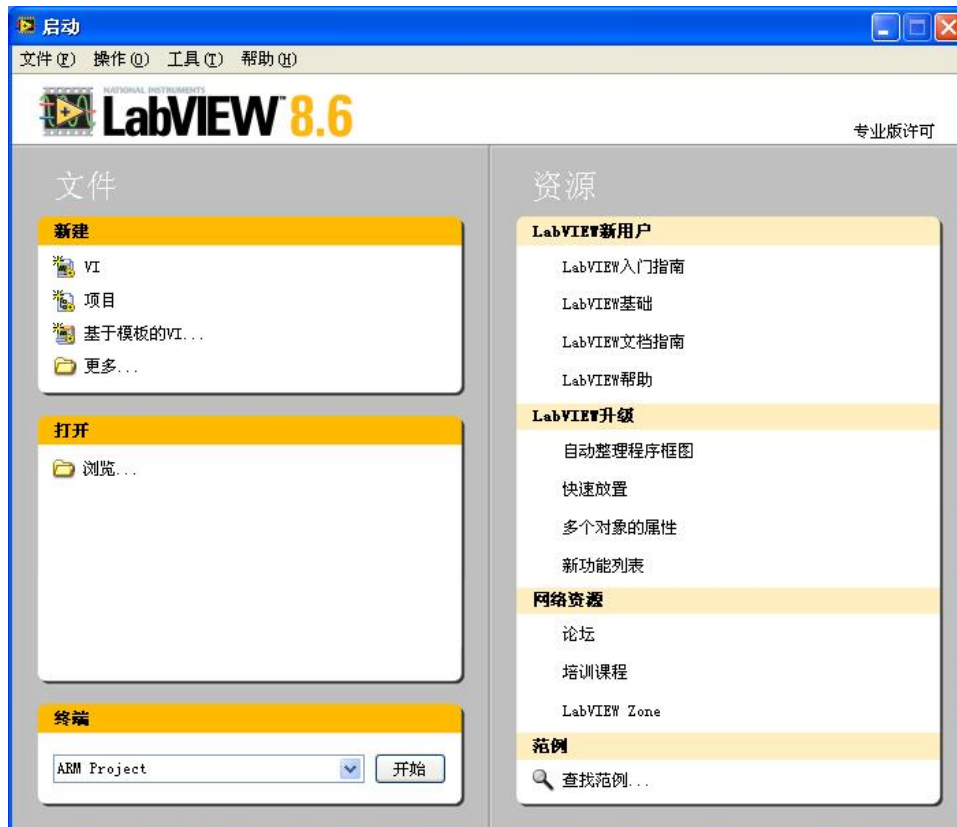 启动
文件(F) 操作(O) 工具(T) 帮助(H)
NATIONAL INSTRUMENTS
LabVIEW™ 8.6
专业版许可
文件
新建
VI
项目
基于模板的VI...
更多...
打开
浏览...
终端
ARM Project
开始
资源
LabVIEW新用户
LabVIEW入门指南
LabVIEW基础
LabVIEW文档指南
LabVIEW帮助
LabVIEW升级
自动整理程序框图
快速放置
多个对象的属性
新功能列表
网络资源
论坛
培训课程
LabVIEW Zone
范例
查找范例...